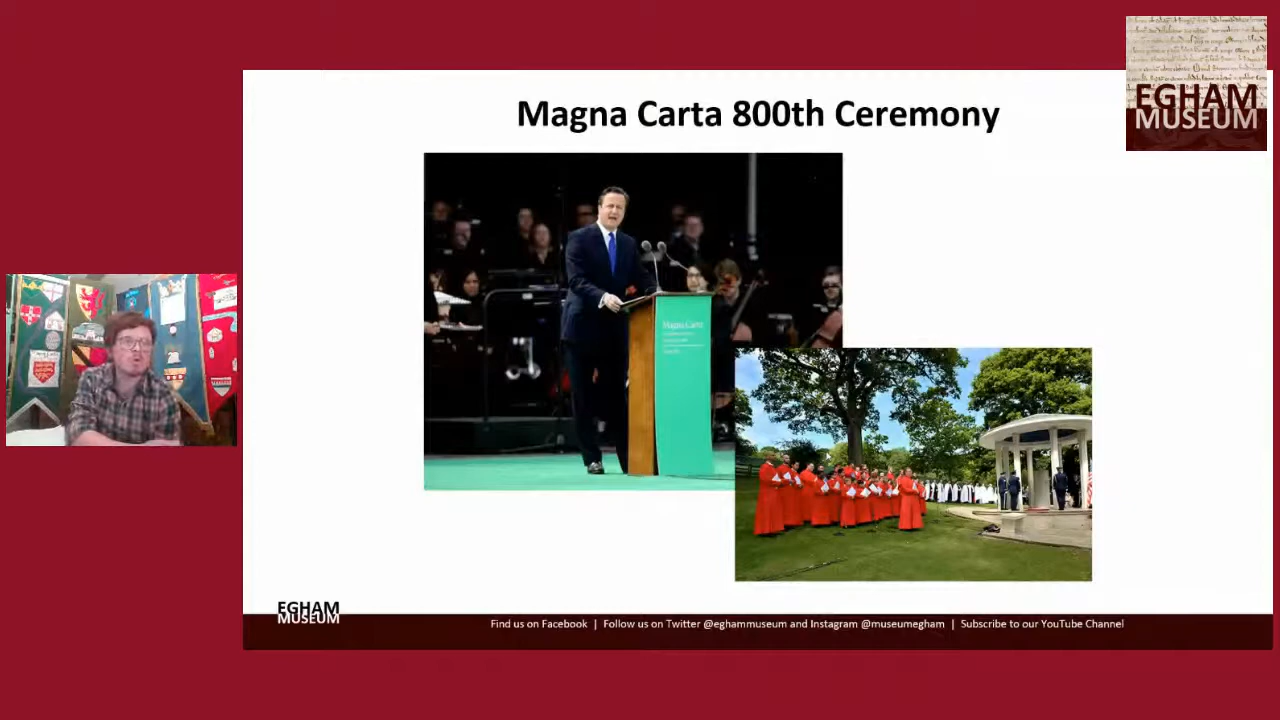 EGHAM
MUSEUM
Magna Carta 800th Ceremony
Magna Carta
EGHAM
MUSEUM
Find us on Facebook | Follow us on Twitter @eghammuseum and Instagram @museumegham | Subscribe to our YouTube Channel